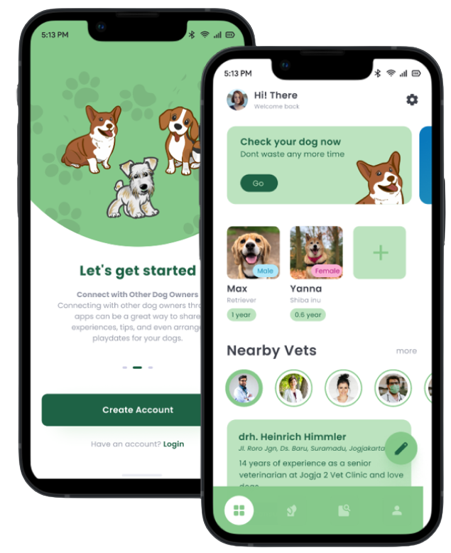 5:13 PM
Let's get started
Connect with Other Dog Owners
Connecting with other dog owners thr
apps can be a great way to share
experiences, tips, and even arrange
playdates for your dogs.
Create Account
Have an account? Login
5:13 PM
Hi! There
Welcome back
Check your dog now
Dont waste any more time
Go
Male
Female
Max
Yanna
Retriever
Shiba inu
1 year
0.6 year
Nearby Vets
more
drh. Heinrich Himmler
Jl. Roro Jgn, Ds. Baru, Suramadu, Jogjakarta
14 years of experience as a senior
veterinarian at Jogja 2 Vet Clinic and love
dogs